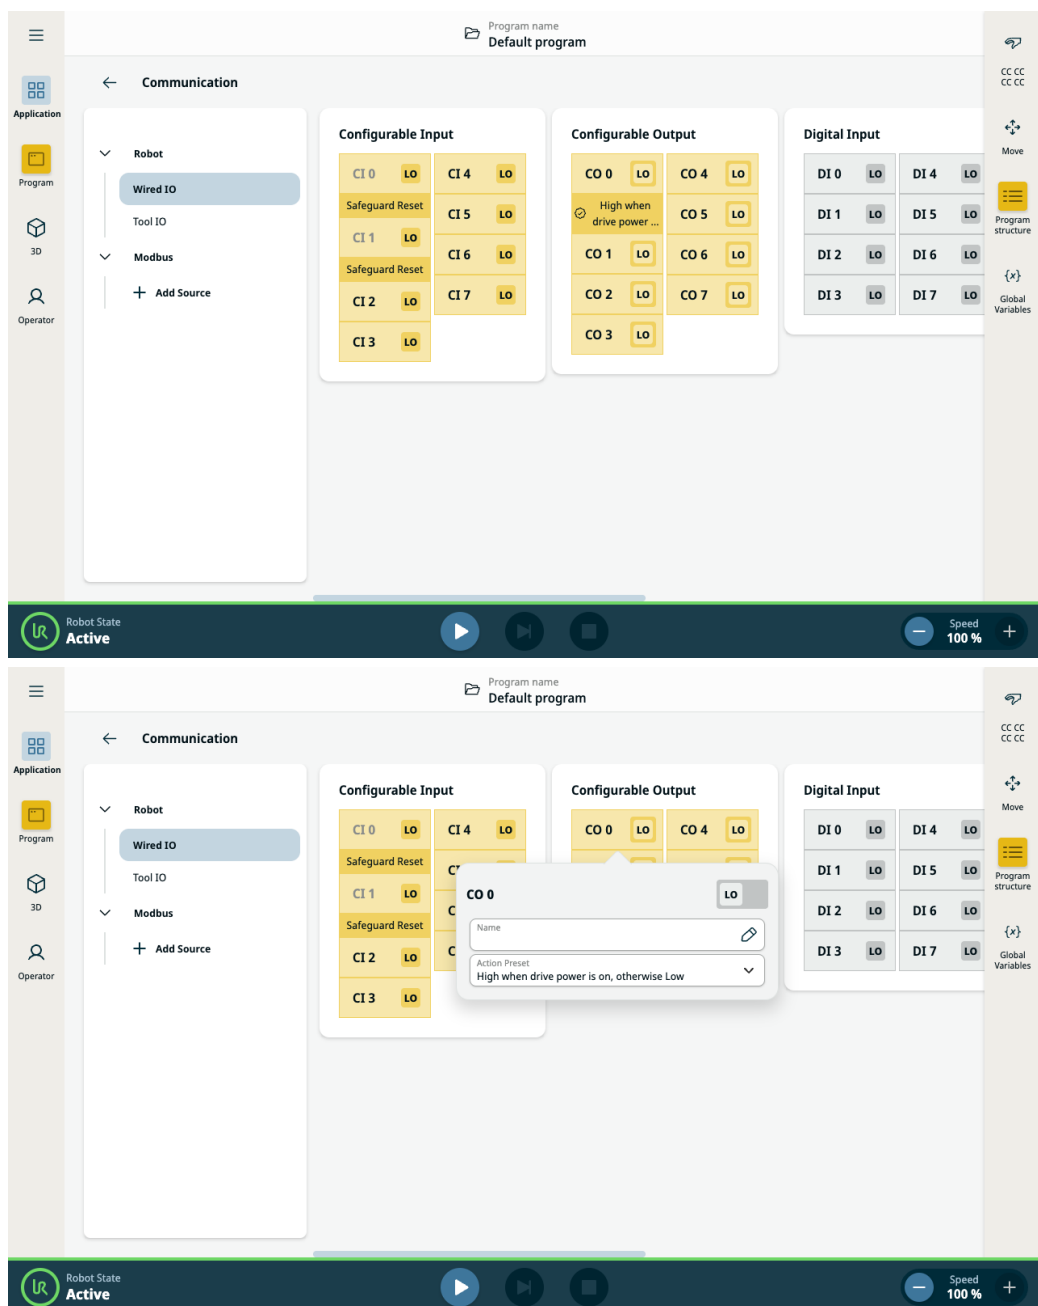 Program name
Default program
Communication
Application
Program
3D
Operator
Robot
Wired IO
Tool IO
Modbus
Add Source
Configurable Input
CI 0 LO CI 4 LO
Safeguard Reset
CI 5 LO
CI 1 LO
CI 6 LO
Safeguard Reset
CI 2 LO CI 7 LO
CI 3 LO
Configurable Output
CO 0 LO CO 4 LO
High when
drive power ...
CO 5 LO
CO 1 LO CO 6 LO
CO 2 LO CO 7 LO
CO 3 LO
Digital Input
DI 0 LO DI 4 LO
DI 1 LO DI 5 LO
DI 2 LO DI 6 LO
DI 3 LO DI 7 LO
CC CC
CC CC
Move
Program
structure
{x}
Global
Variables
UR
Robot State
Active
Speed
100 %
Program name
Default program
Communication
Application
Program
3D
Operator
Robot
Wired IO
Tool IO
Modbus
Add Source
Configurable Input
CI 0 LO CI 4 LO
Safeguard Reset
CI 1 LO
Safeguard Reset
CI 2 LO
CI 3 LO
Configurable Output
CO 0 LO CO 4 LO
CO 0 LO
Name
Action Preset
High when drive power is on, otherwise Low
Digital Input
DI 0 LO DI 4 LO
DI 1 LO DI 5 LO
DI 2 LO DI 6 LO
DI 3 LO DI 7 LO
CC CC
CC CC
Move
Program
structure
{x}
Global
Variables
UR
Robot State
Active
Speed
100 %